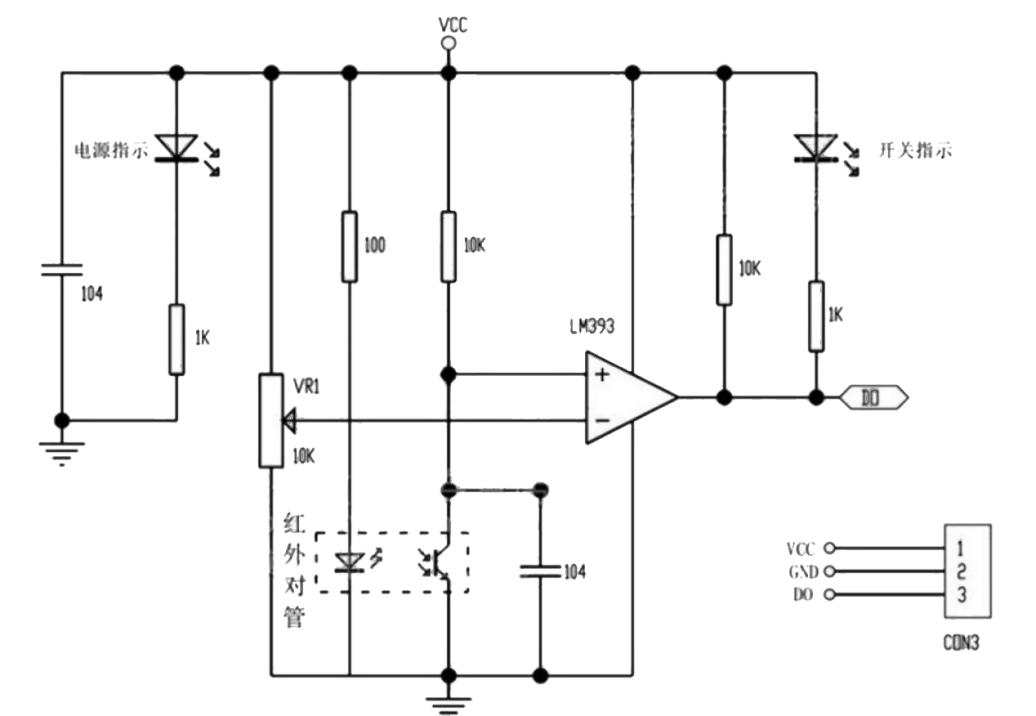 VCC
电源指示
开关指示
100
10K
10K
104
1K
1K
LM393
+
VR1
−
DO
10K
红外对管
104
VCC
1
GND
2
DO
3
CON3